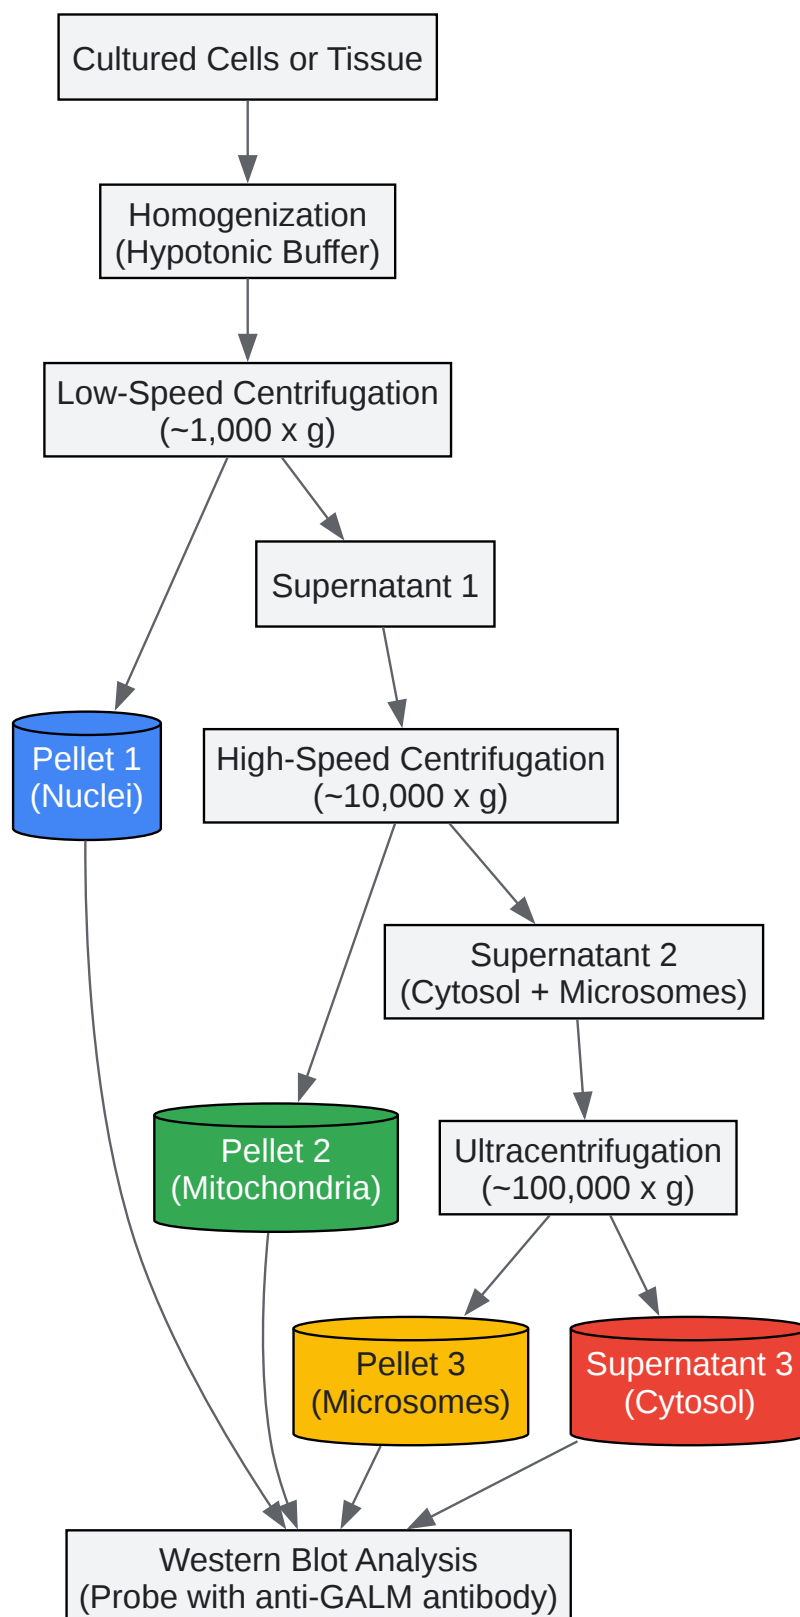 Cultured Cells or Tissue
Homogenization
(Hypotonic Buffer)
Low-Speed Centrifugation
(~1,000 x g)
Supernatant 1
Pellet 1
(Nuclei)
High-Speed Centrifugation
(~10,000 x g)
Supernatant 2
(Cytosol + Microsomes)
Pellet 2
(Mitochondria)
Ultracentrifugation
(~100,000 x g)
Pellet 3
(Microsomes)
Supernatant 3
(Cytosol)
Western Blot Analysis
(Probe with anti-GALM antibody)